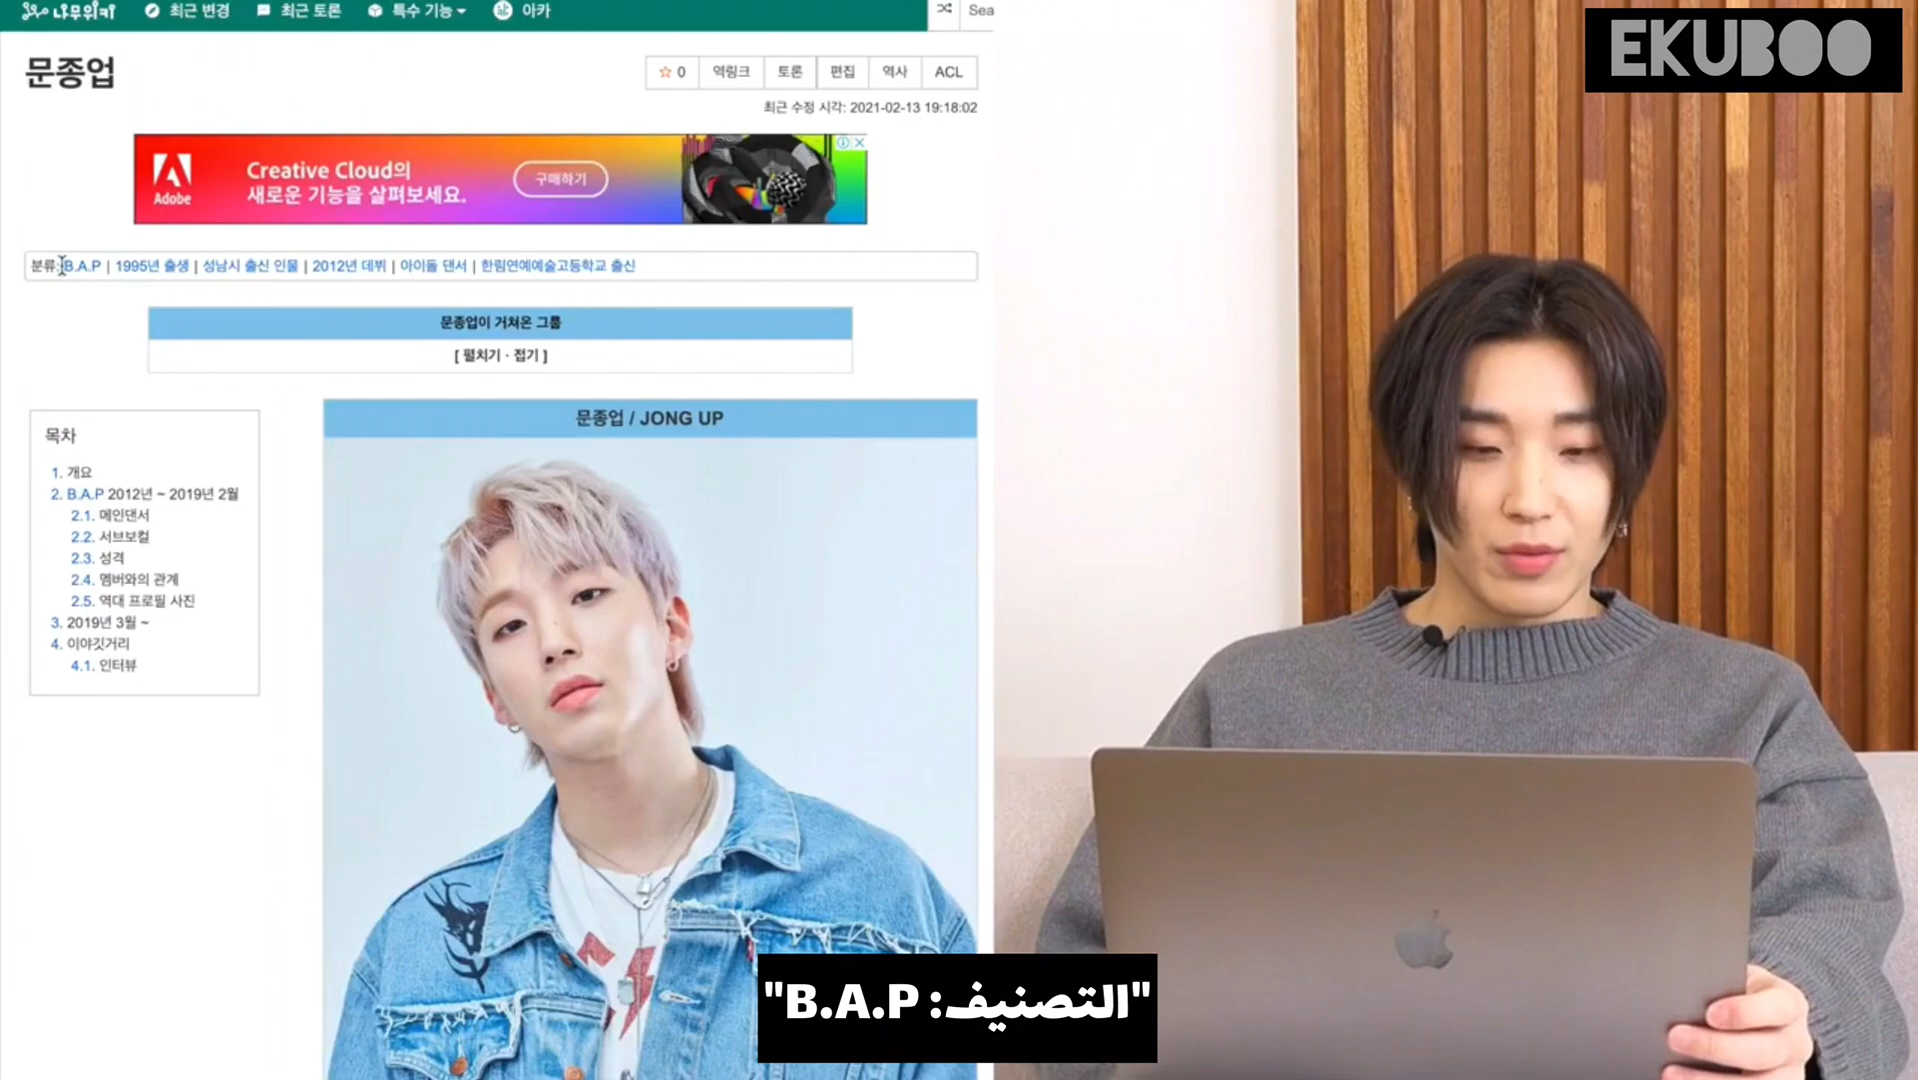 나무위키 최근 변경 최근 토론 특수 기능 아카
Sea
EKUBOO
문종업
0 역링크 토론 편집 역사 ACL
최근 수정 시각: 2021-02-13 19:18:02
Adobe
Creative Cloud의
새로운 기능을 살펴보세요.
구매하기
분류: B.A.P | 1995년 출생 | 성남시 출신 인물 | 2012년 데뷔 | 아이돌 댄서 | 한림연예예술고등학교 출신
문종업이 거쳐온 그룹
[ 펼치기 · 접기 ]
문종업 / JONG UP
목차
1. 개요
2. B.A.P 2012년 ~ 2019년 2월
2.1. 메인댄서
2.2. 서브보컬
2.3. 성격
2.4. 멤버와의 관계
2.5. 역대 프로필 사진
3. 2019년 3월 ~
4. 이야깃거리
4.1. 인터뷰
"التصنيف: B.A.P"